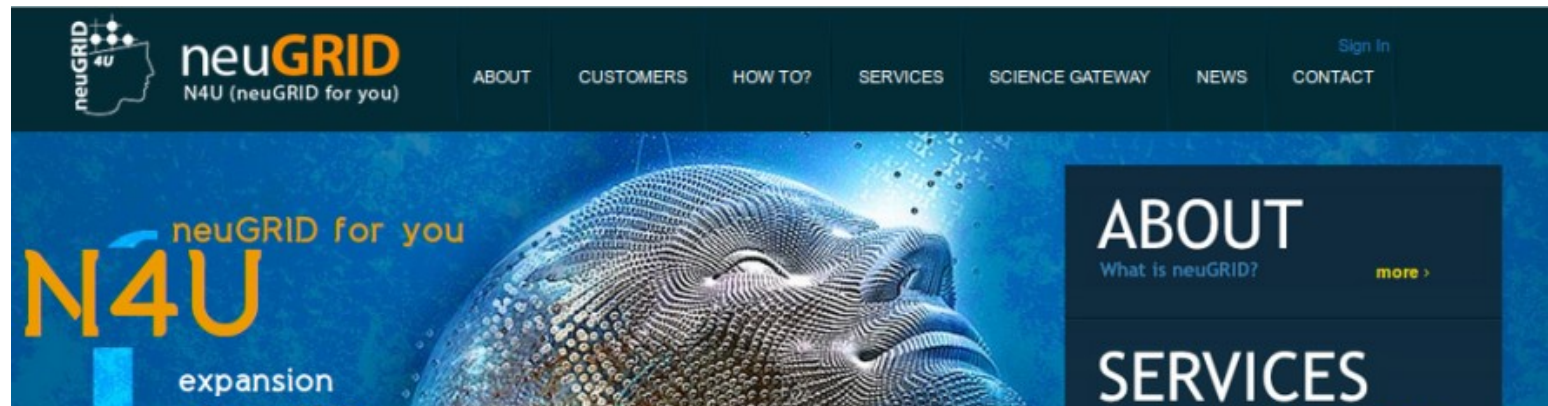 neuGRID
4U
neuGRID
N4U (neuGRID for you)
Sign In
ABOUT CUSTOMERS HOW TO? SERVICES SCIENCE GATEWAY NEWS CONTACT
neuGRID for you
N4U
expansion
ABOUT
What is neuGRID? more ›
SERVICES